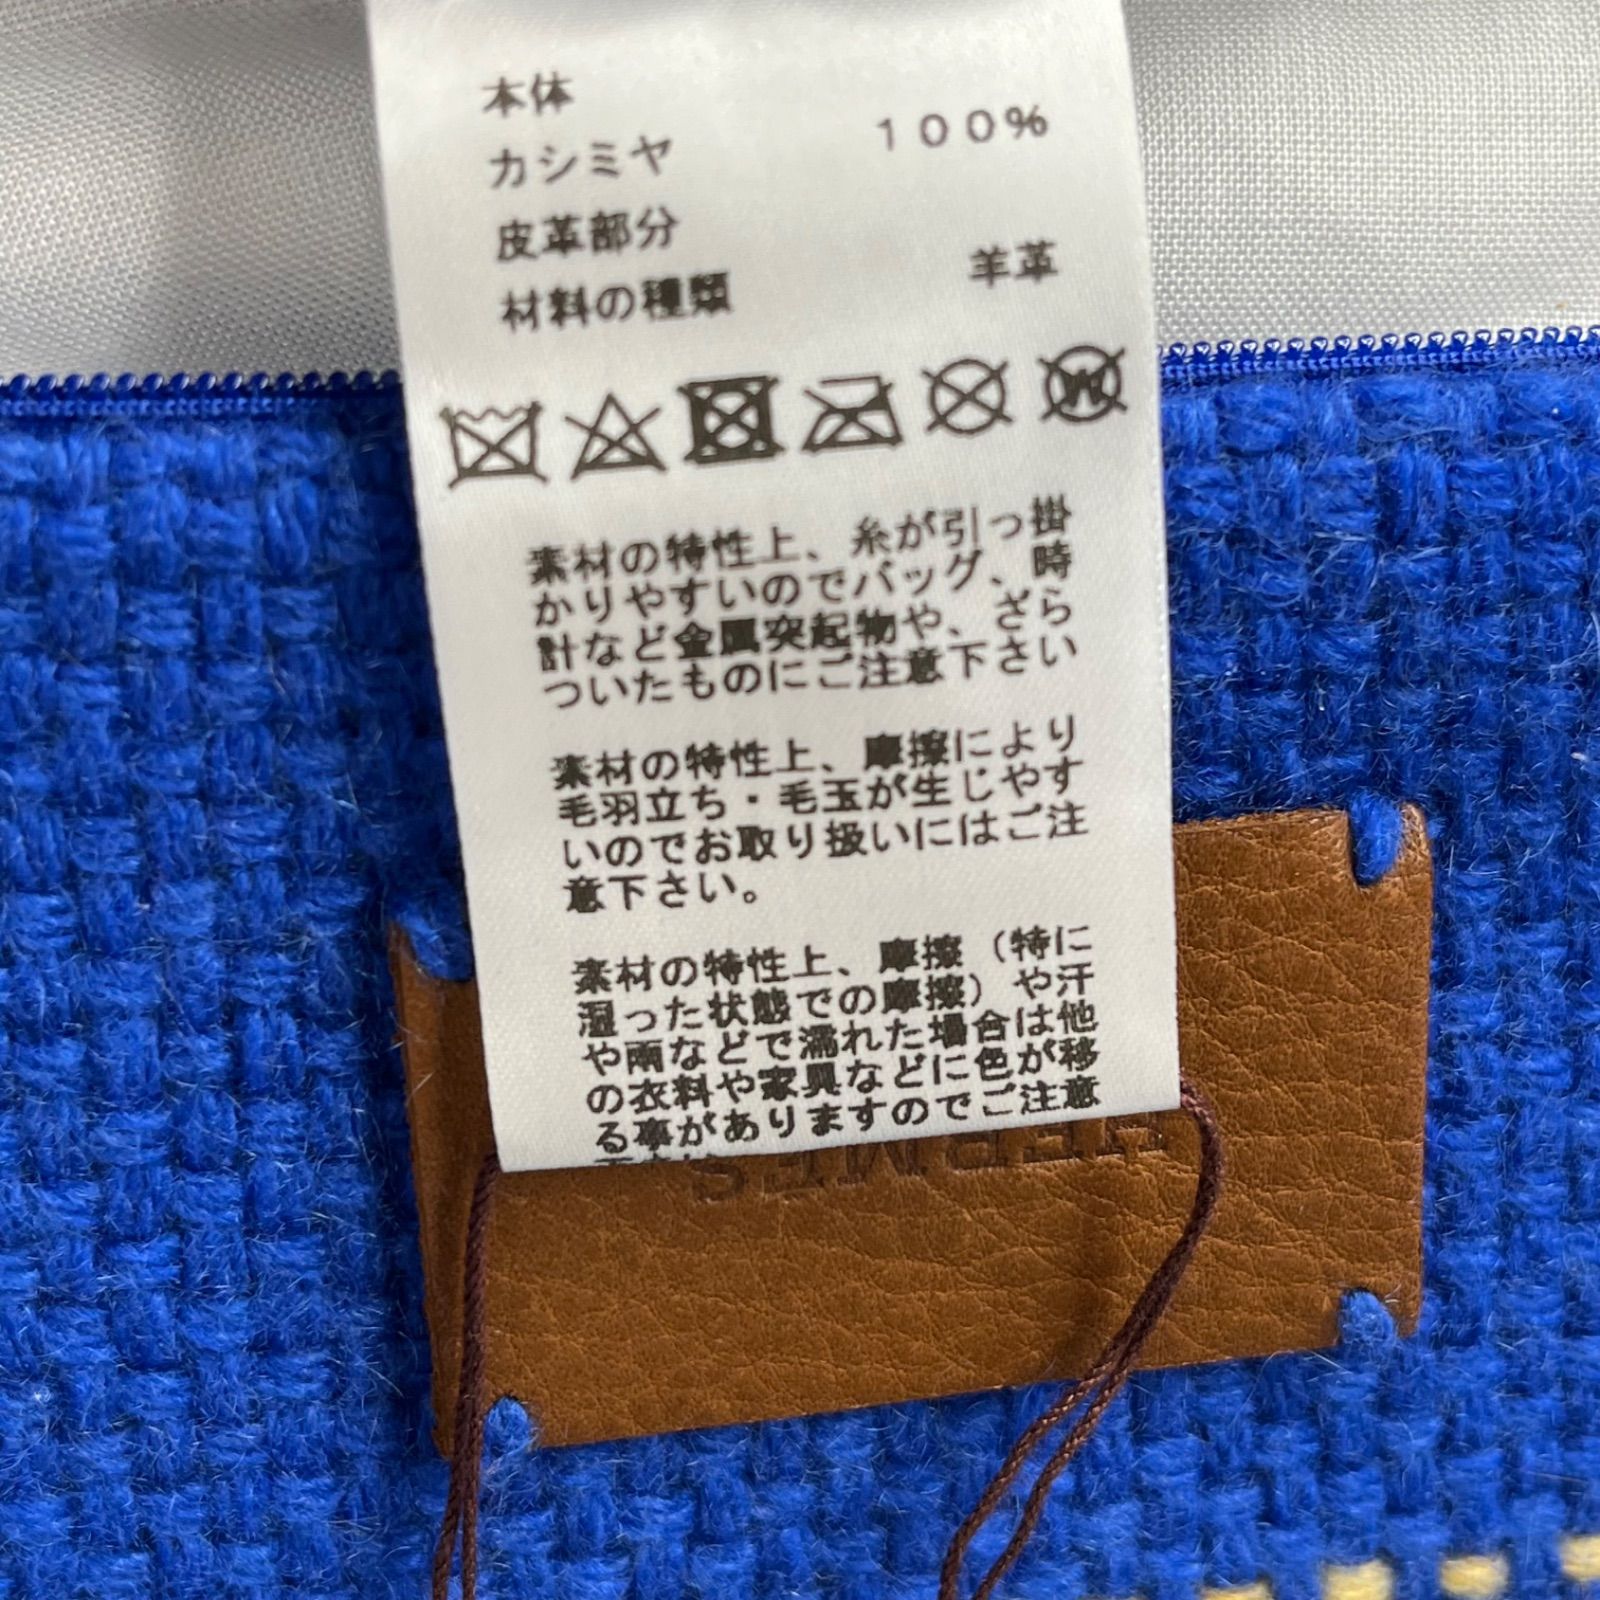 本体
カシミヤ 100%
皮革部分
材料の種類 羊革
素材の特性上、糸が引っ掛
かりやすいのでバッグ、時
計など金属突起物や、ざら
ついたものにご注意下さい
素材の特性上、摩擦により
毛羽立ち・毛玉が生じやす
いのでお取り扱いにはご注
意下さい。
素材の特性上、摩擦（特に
湿った状態での摩擦）や汗
や雨などで濡れた場合は他
の衣料や家具などに色が移
る事がありますのでご注意
HERMES